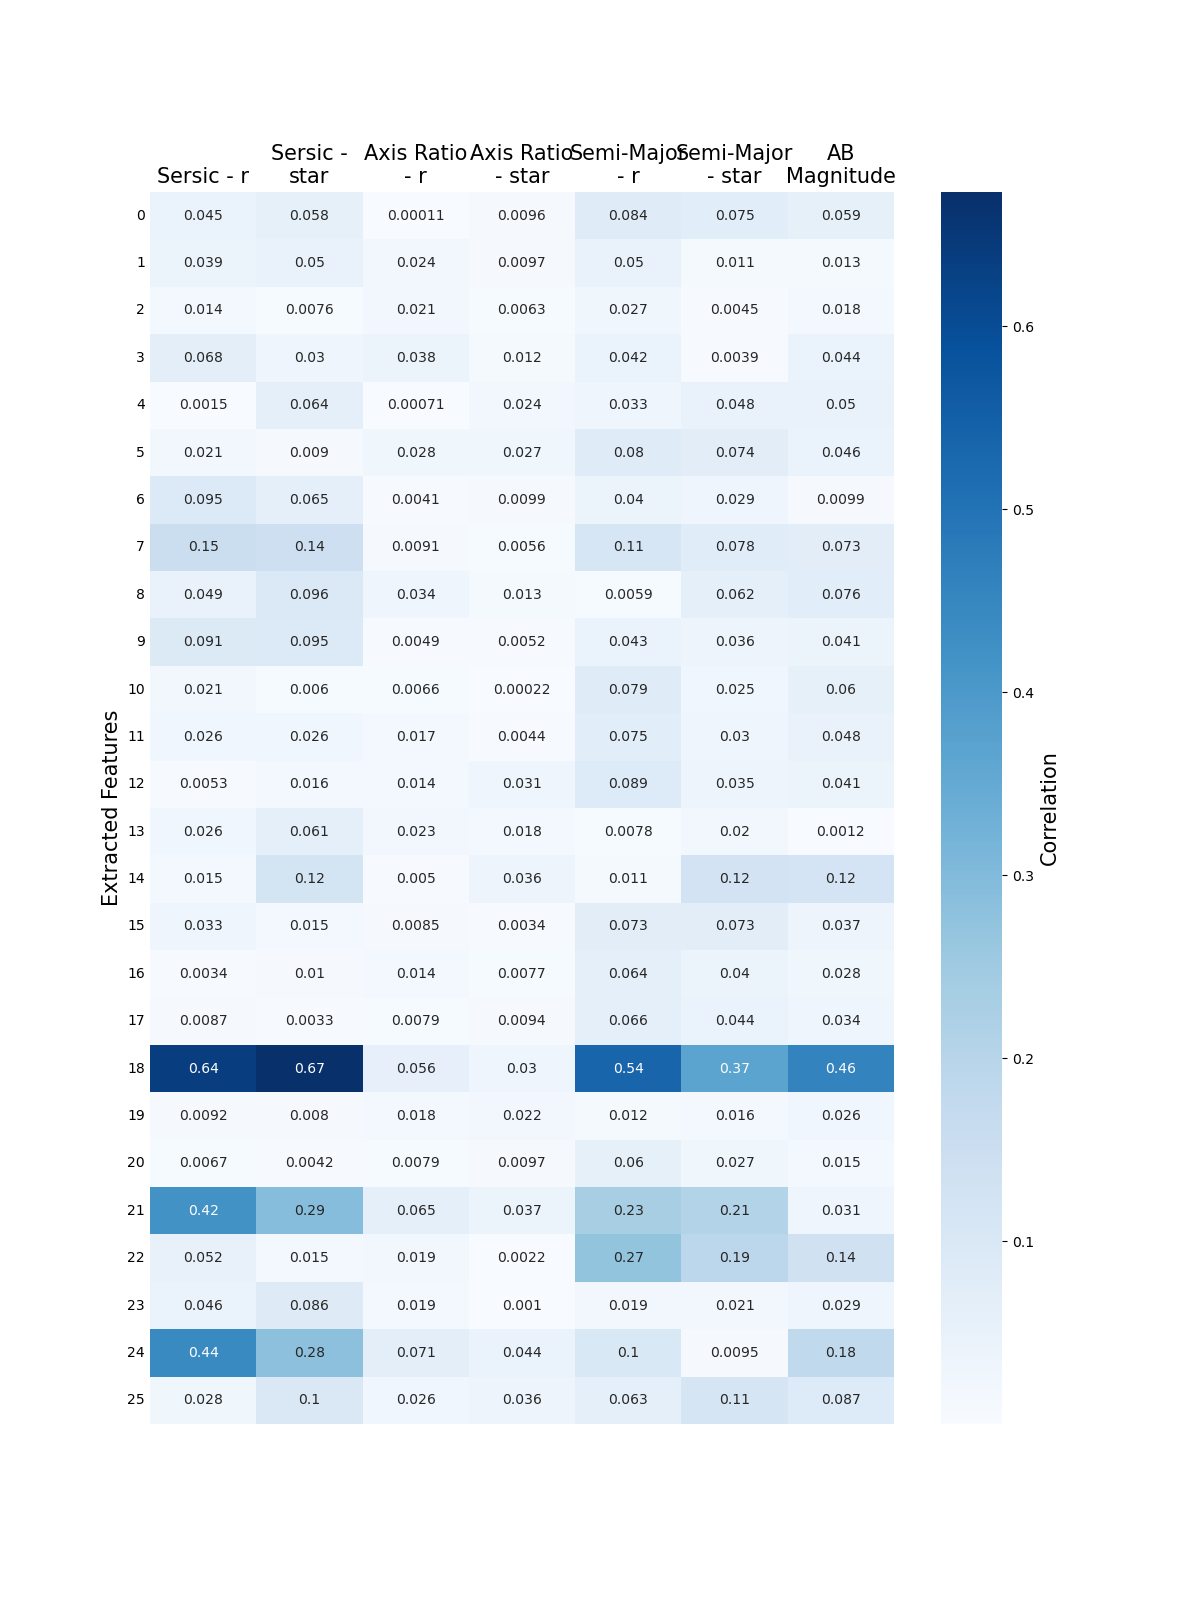 Sersic - r
Sersic -
star
Axis Ratio
- r
Axis Ratio
- star
Semi-Major
- r
Semi-Major
- star
AB
Magnitude
0 0.045 0.058 0.00011 0.0096 0.084 0.075 0.059
1 0.039 0.05 0.024 0.0097 0.05 0.011 0.013
2 0.014 0.0076 0.021 0.0063 0.027 0.0045 0.018
3 0.068 0.03 0.038 0.012 0.042 0.0039 0.044
4 0.0015 0.064 0.00071 0.024 0.033 0.048 0.05
5 0.021 0.009 0.028 0.027 0.08 0.074 0.046
6 0.095 0.065 0.0041 0.0099 0.04 0.029 0.0099
7 0.15 0.14 0.0091 0.0056 0.11 0.078 0.073
8 0.049 0.096 0.034 0.013 0.0059 0.062 0.076
9 0.091 0.095 0.0049 0.0052 0.043 0.036 0.041
10 0.021 0.006 0.0066 0.00022 0.079 0.025 0.06
11 0.026 0.026 0.017 0.0044 0.075 0.03 0.048
12 0.0053 0.016 0.014 0.031 0.089 0.035 0.041
13 0.026 0.061 0.023 0.018 0.0078 0.02 0.0012
14 0.015 0.12 0.005 0.036 0.011 0.12 0.12
15 0.033 0.015 0.0085 0.0034 0.073 0.073 0.037
16 0.0034 0.01 0.014 0.0077 0.064 0.04 0.028
17 0.0087 0.0033 0.0079 0.0094 0.066 0.044 0.034
18 0.64 0.67 0.056 0.03 0.54 0.37 0.46
19 0.0092 0.008 0.018 0.022 0.012 0.016 0.026
20 0.0067 0.0042 0.0079 0.0097 0.06 0.027 0.015
21 0.42 0.29 0.065 0.037 0.23 0.21 0.031
22 0.052 0.015 0.019 0.0022 0.27 0.19 0.14
23 0.046 0.086 0.019 0.001 0.019 0.021 0.029
24 0.44 0.28 0.071 0.044 0.1 0.0095 0.18
25 0.028 0.1 0.026 0.036 0.063 0.11 0.087
Extracted Features
0.6
0.5
0.4
0.3
0.2
0.1
Correlation